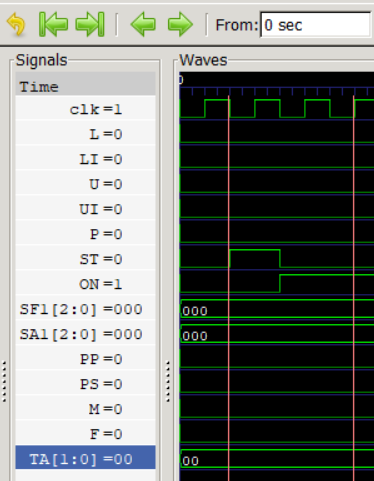 From: 0 sec
Signals
Waves
Time
0
clk=1
L=0
LI=0
U=0
UI=0
P=0
ST=0
ON=1
SF1[2:0]=000
000
SA1[2:0]=000
000
PP=0
PS=0
M=0
F=0
TA[1:0]=00
00